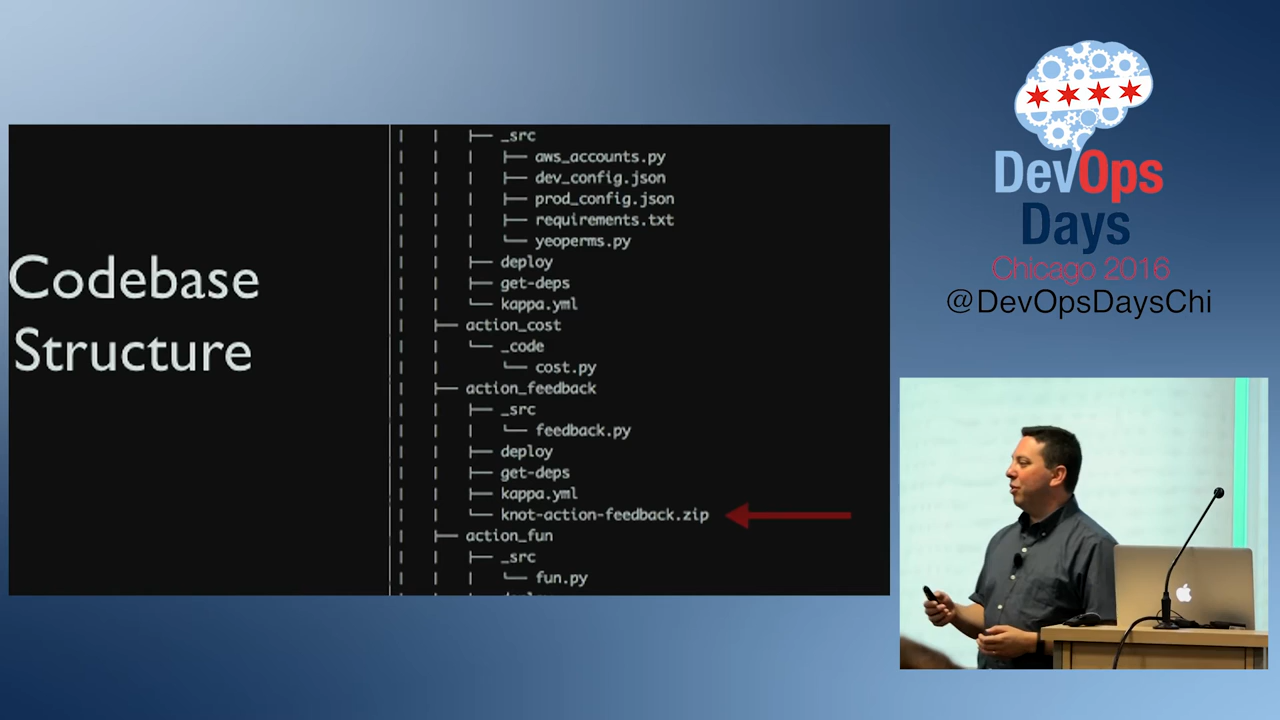 Codebase
Structure
├── _src
├── aws_accounts.py
├── dev_config.json
├── prod_config.json
├── requirements.txt
└── yeoperms.py
├── deploy
├── get-deps
└── kappa.yml
├── action_cost
└── _code
└── cost.py
├── action_feedback
├── _src
└── feedback.py
├── deploy
├── get-deps
├── kappa.yml
└── knot-action-feedback.zip
├── action_fun
├── _src
└── fun.py
DevOps
Days
Chicago 2016
@DevOpsDaysChi